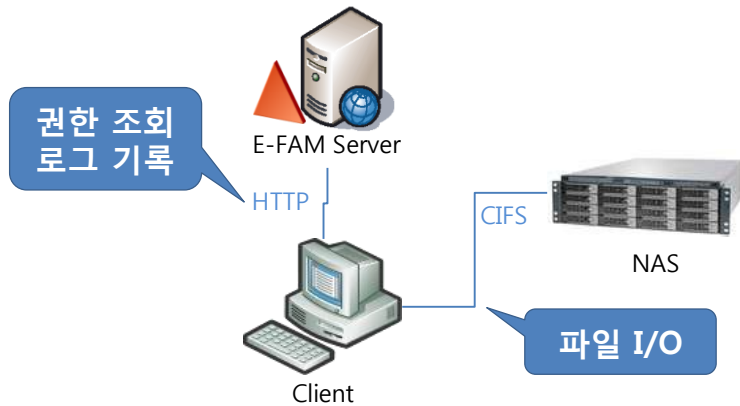 권한 조회
로그 기록
E-FAM Server
HTTP
CIFS
NAS
파일 I/O
Client